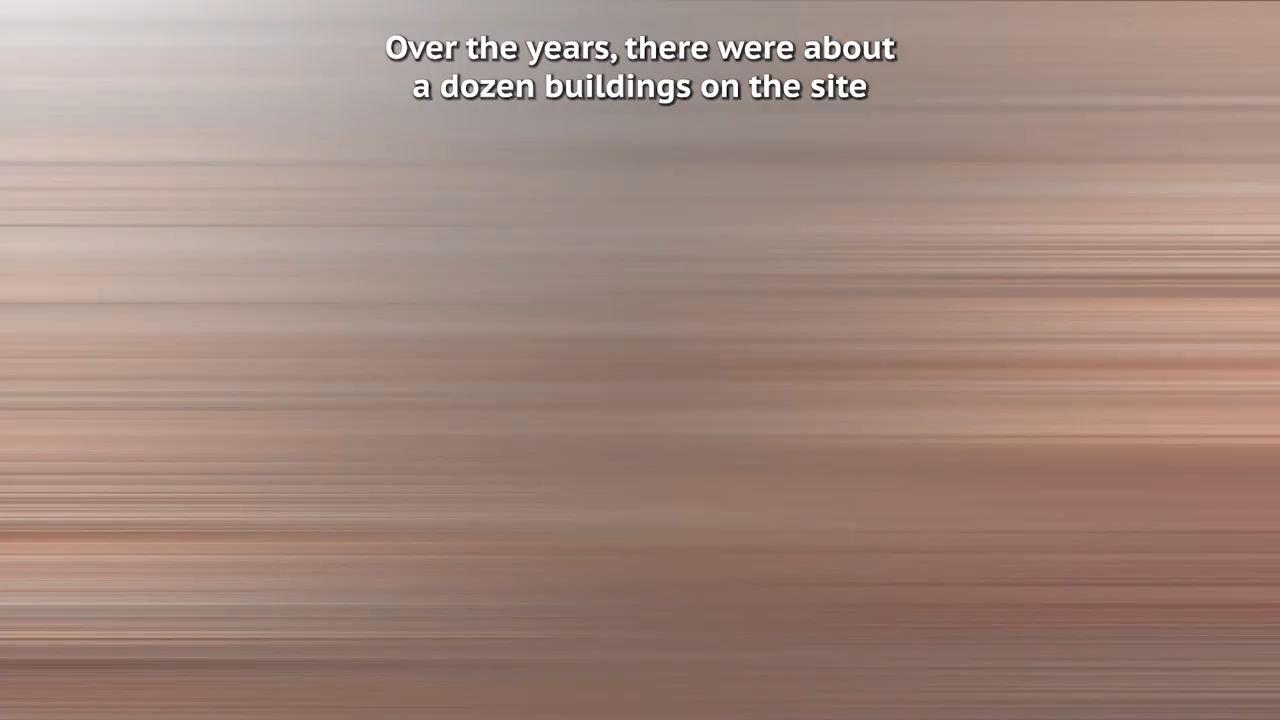 Over the years, there were about
a dozen buildings on the site